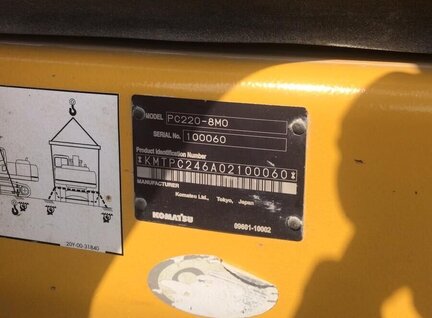 MODEL PC220-8MO
SERIAL No. 100060
Product Identification Number
*KMTPC246A02100060*
MANUFACTURER
Komatsu Ltd., Tokyo, Japan
KOMATSU 09601-10002
20Y-00-31840